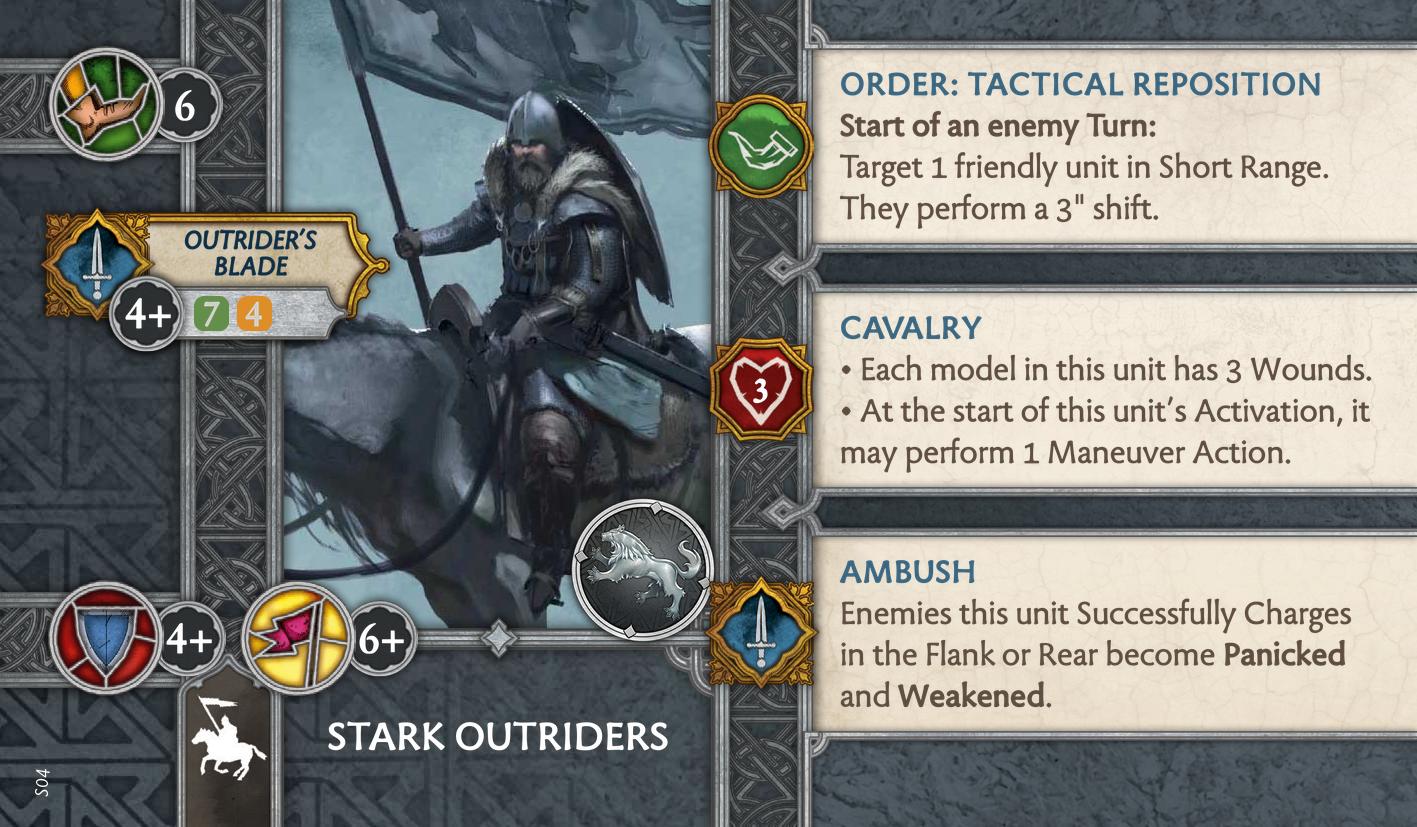 6
OUTRIDER'S
BLADE
4+ 7 4
4+ 6+
STARK OUTRIDERS
S04
ORDER: TACTICAL REPOSITION
Start of an enemy Turn:
Target 1 friendly unit in Short Range.
They perform a 3" shift.
3
CAVALRY
• Each model in this unit has 3 Wounds.
• At the start of this unit's Activation, it
may perform 1 Maneuver Action.
AMBUSH
Enemies this unit Successfully Charges
in the Flank or Rear become Panicked
and Weakened.